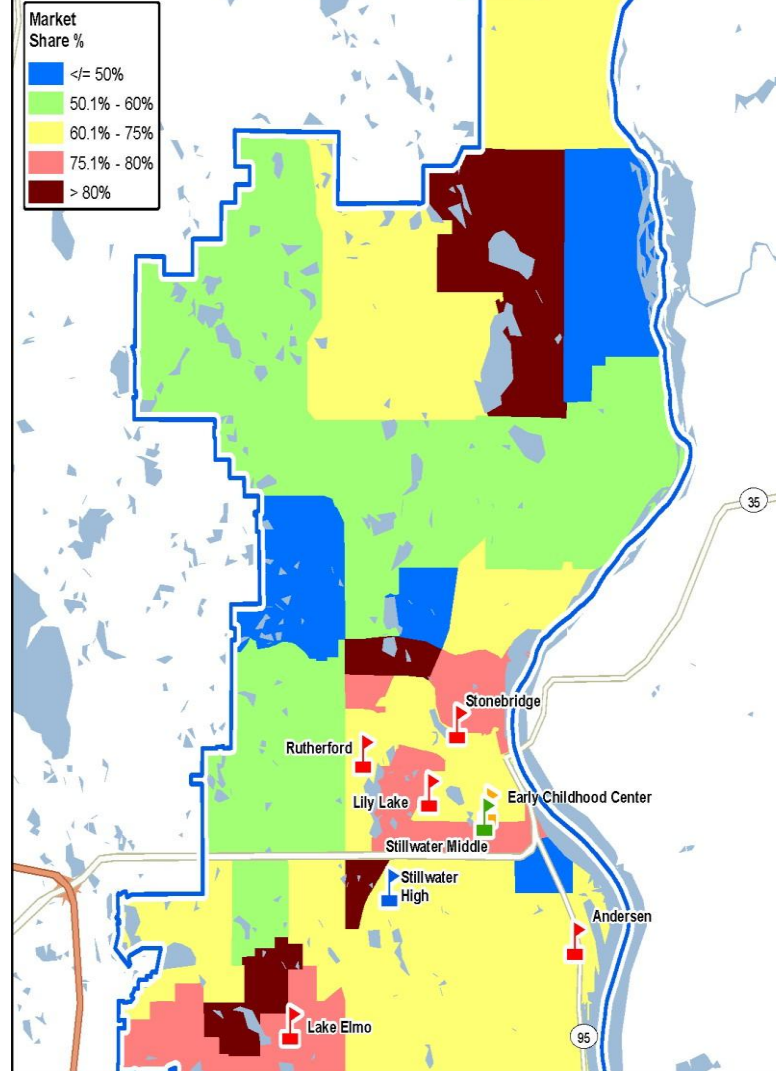 Market
Share %
</= 50%
50.1% - 60%
60.1% - 75%
75.1% - 80%
> 80%
35
Stonebridge
Rutherford
Lily Lake
Early Childhood Center
Stillwater Middle
Stillwater
High
Andersen
Lake Elmo
95